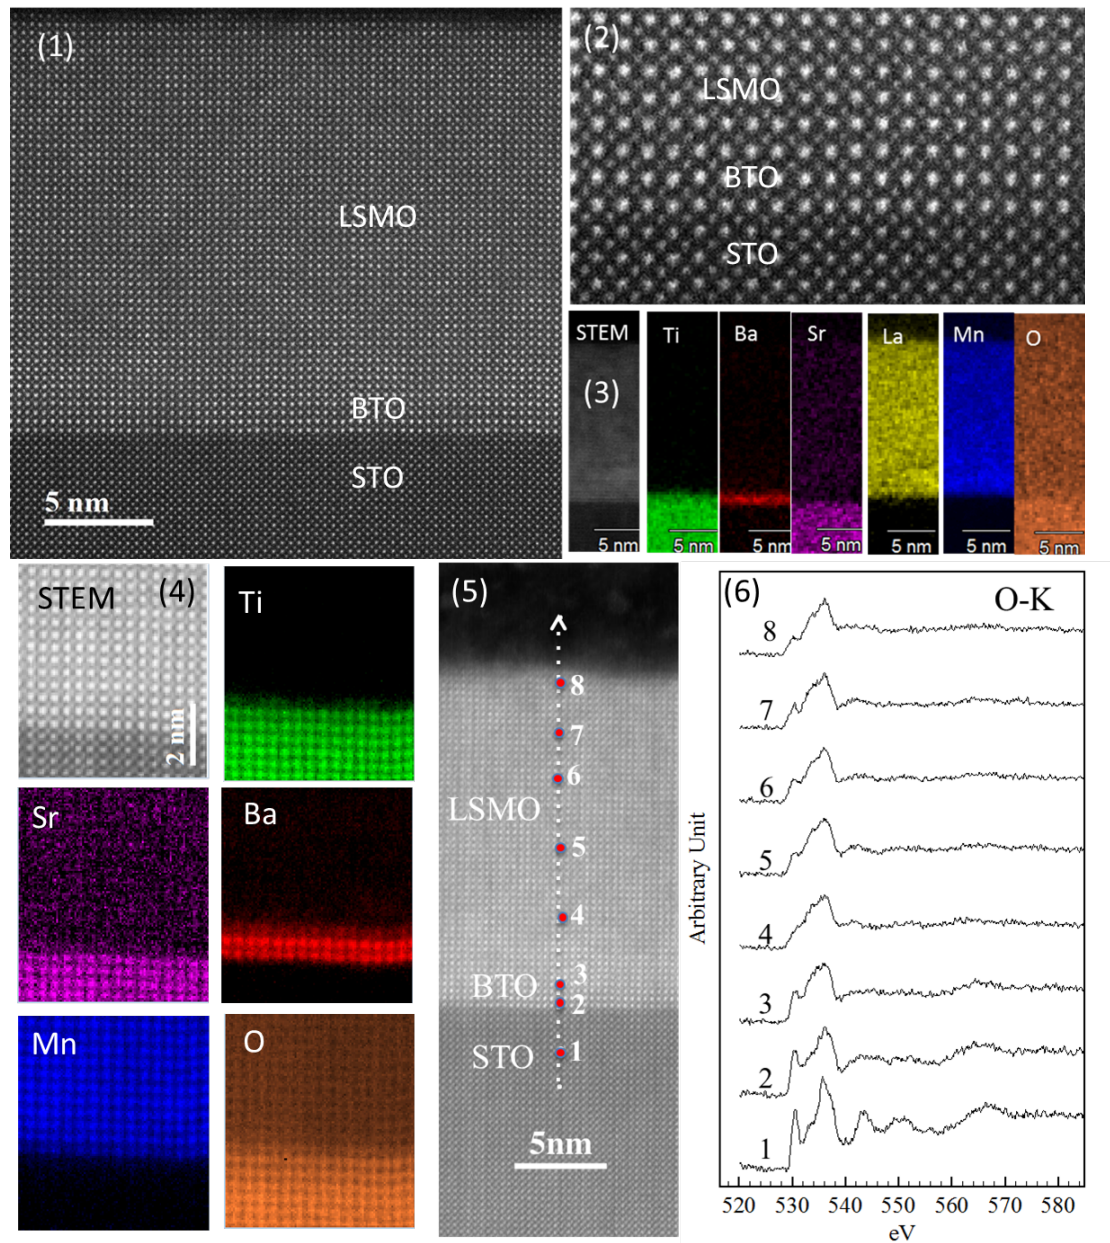 (1)
LSMO
BTO
STO
5 nm
(2)
LSMO
BTO
STO
STEM
(3)
5 nm
Ti
5 nm
Ba
5 nm
Sr
5 nm
La
5 nm
Mn
5 nm
O
5 nm
STEM (4)
2 nm
Ti
Sr
Ba
Mn
O
(5)
8
7
6
LSMO
5
4
3
BTO
2
STO
1
5nm
(6)
O-K
8
7
6
5
4
3
2
1
Arbitrary Unit
520 530 540 550 560 570 580
eV